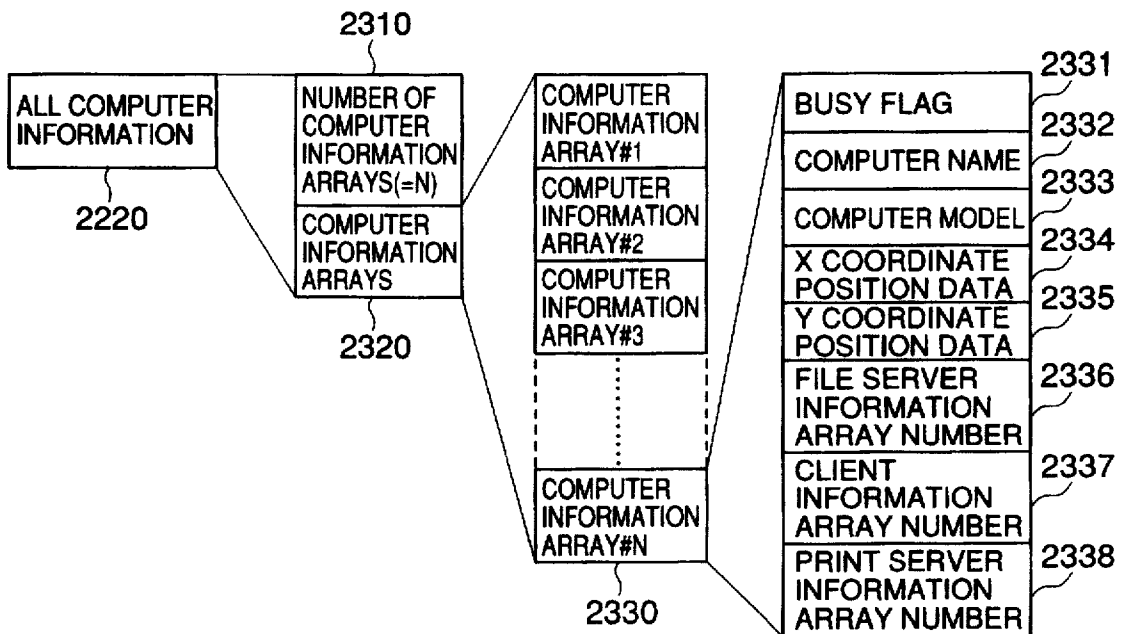 2310
ALL COMPUTER
INFORMATION
2220
NUMBER OF
COMPUTER
INFORMATION
ARRAYS(=N)
COMPUTER
INFORMATION
ARRAYS
2320
COMPUTER
INFORMATION
ARRAY#1
COMPUTER
INFORMATION
ARRAY#2
COMPUTER
INFORMATION
ARRAY#3
COMPUTER
INFORMATION
ARRAY#N
2330
BUSY FLAG
2331
COMPUTER NAME
2332
COMPUTER MODEL
2333
X COORDINATE
POSITION DATA
2334
Y COORDINATE
POSITION DATA
2335
FILE SERVER
INFORMATION
ARRAY NUMBER
2336
CLIENT
INFORMATION
ARRAY NUMBER
2337
PRINT SERVER
INFORMATION
ARRAY NUMBER
2338